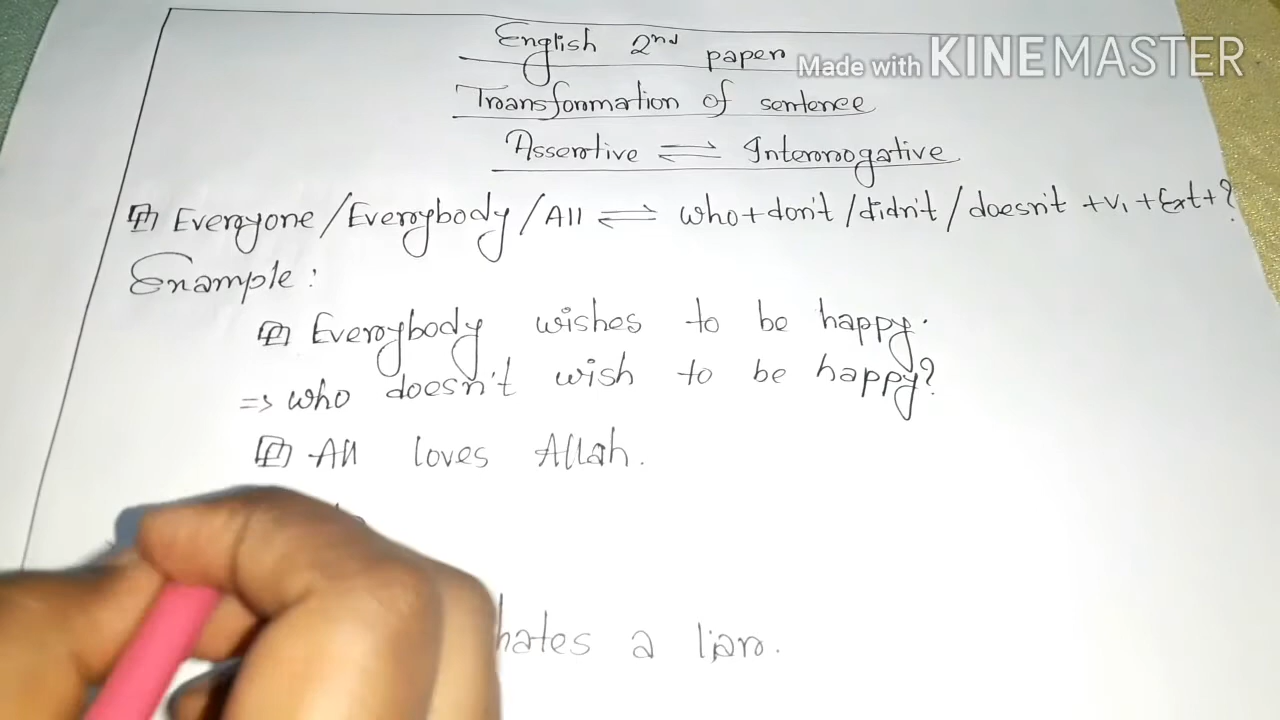 English 2nd paper
Made with KINEMASTER
Transformation of sentence
Assertive ⇌ Interrogative
Everyone/Everybody/All ⇌ who+don't/didn't/doesn't +v₁+Ext+?
Example:
Everybody wishes to be happy.
⇒ who doesn't wish to be happy?
All loves Allah.
hates a liar.